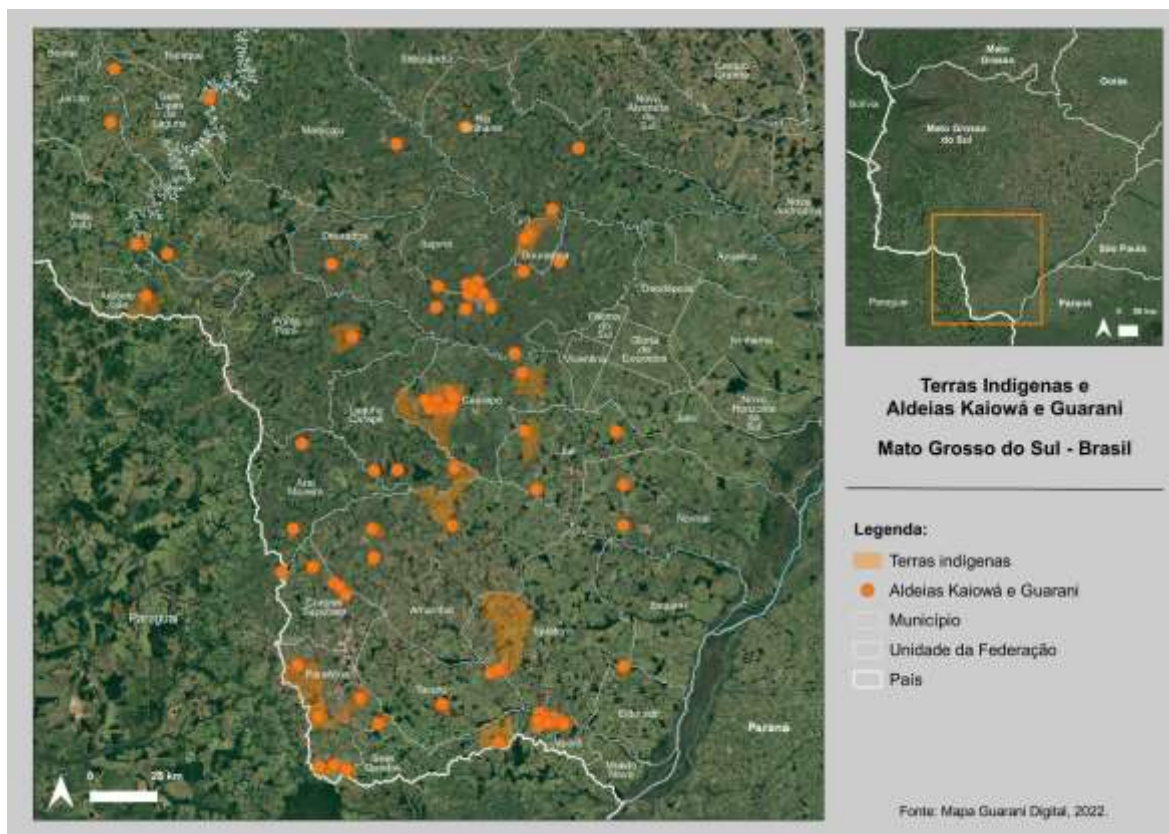 Jardim
Guia
Lopes da
Laguna
Maracaju
Rio
Brilhante
Nova
Alvorada
do Sul
Bela
Vista
Antônio
João
Ponta
Porã
Dourados
Itaporã
Douradina
Angélica
Deodápolis
Fátima
do Sul
Vicentina
Glória
de
Dourados
Ivinhema
Novo
Horizonte
do Sul
Jateí
Juti
Caarapó
Laguna
Carapã
Aral
Moreira
Naviraí
Amambai
Coronel
Sapucaia
Iguatemi
Itaquiraí
Paranhos
Tacuru
Sete
Quedas
Japorã
Eldorado
Mundo
Novo
Paraguai
Paraná
0 25 km
Mato
Grosso
Goiás
Bolívia
Mato Grosso
do Sul
São Paulo
Paraguai
Paraná
Terras Indígenas e
Aldeias Kaiowá e Guarani
Mato Grosso do Sul - Brasil
Legenda:
Terras indígenas
Aldeias Kaiowá e Guarani
Município
Unidade da Federação
País
Fonte: Mapa Guarani Digital, 2022.